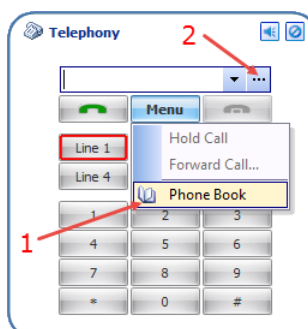 Telephony
2
...
Menu
Line 1
Hold Call
Forward Call...
Line 4
Phone Book
1
1 2 3
4 5 6
7 8 9
* 0 #